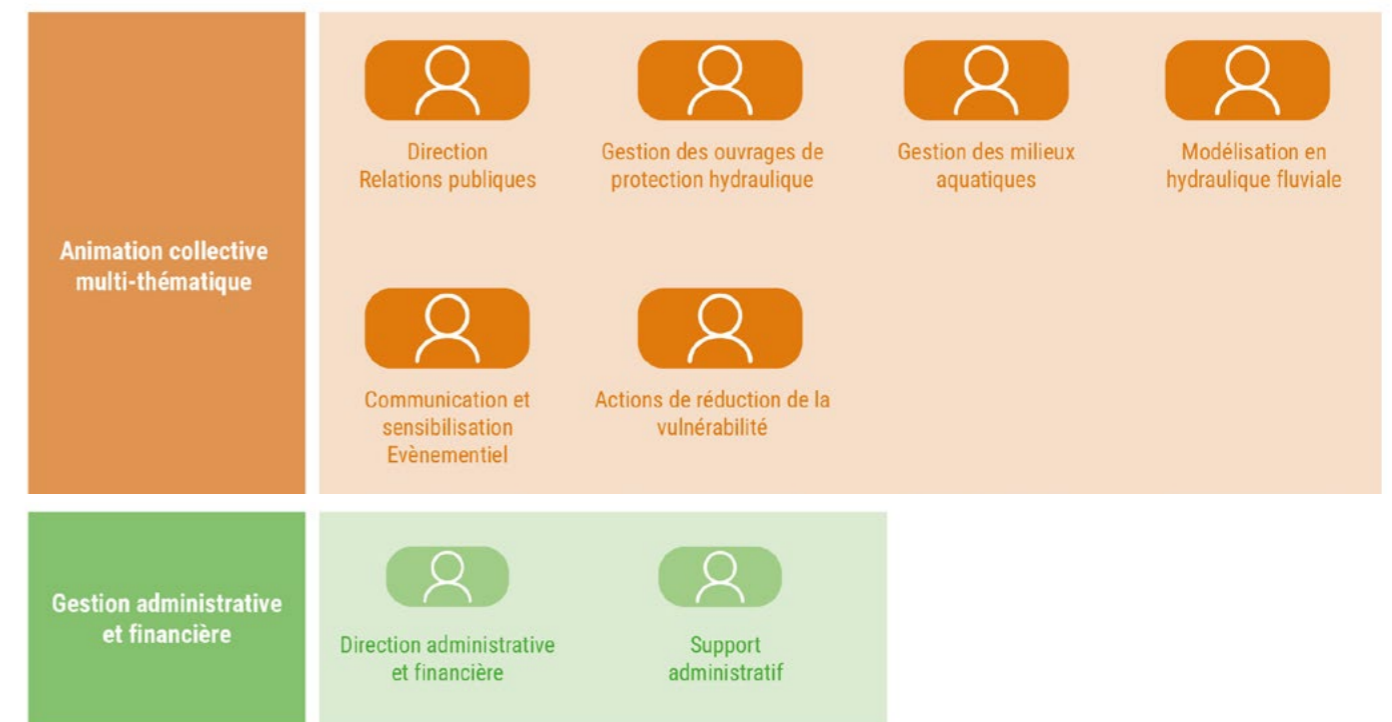 Animation collective
multi-thématique
Direction
Relations publiques
Gestion des ouvrages de
protection hydraulique
Gestion des milieux
aquatiques
Modélisation en
hydraulique fluviale
Communication et
sensibilisation
Evènementiel
Actions de réduction de la
vulnérabilité
Gestion administrative
et financière
Direction administrative
et financière
Support
administratif